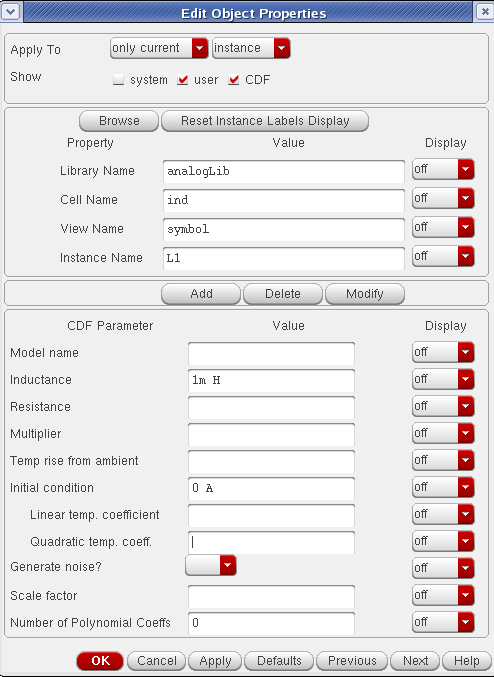 Edit Object Properties
Apply To only current instance
Show system user CDF
Browse Reset Instance Labels Display
Property Value Display
Library Name analogLib off
Cell Name ind off
View Name symbol off
Instance Name L1 off
Add Delete Modify
CDF Parameter Value Display
Model name off
Inductance 1m H off
Resistance off
Multiplier off
Temp rise from ambient off
Initial condition 0 A off
Linear temp. coefficient off
Quadratic temp. coeff. off
Generate noise? off
Scale factor off
Number of Polynomial Coeffs 0 off
OK Cancel Apply Defaults Previous Next Help